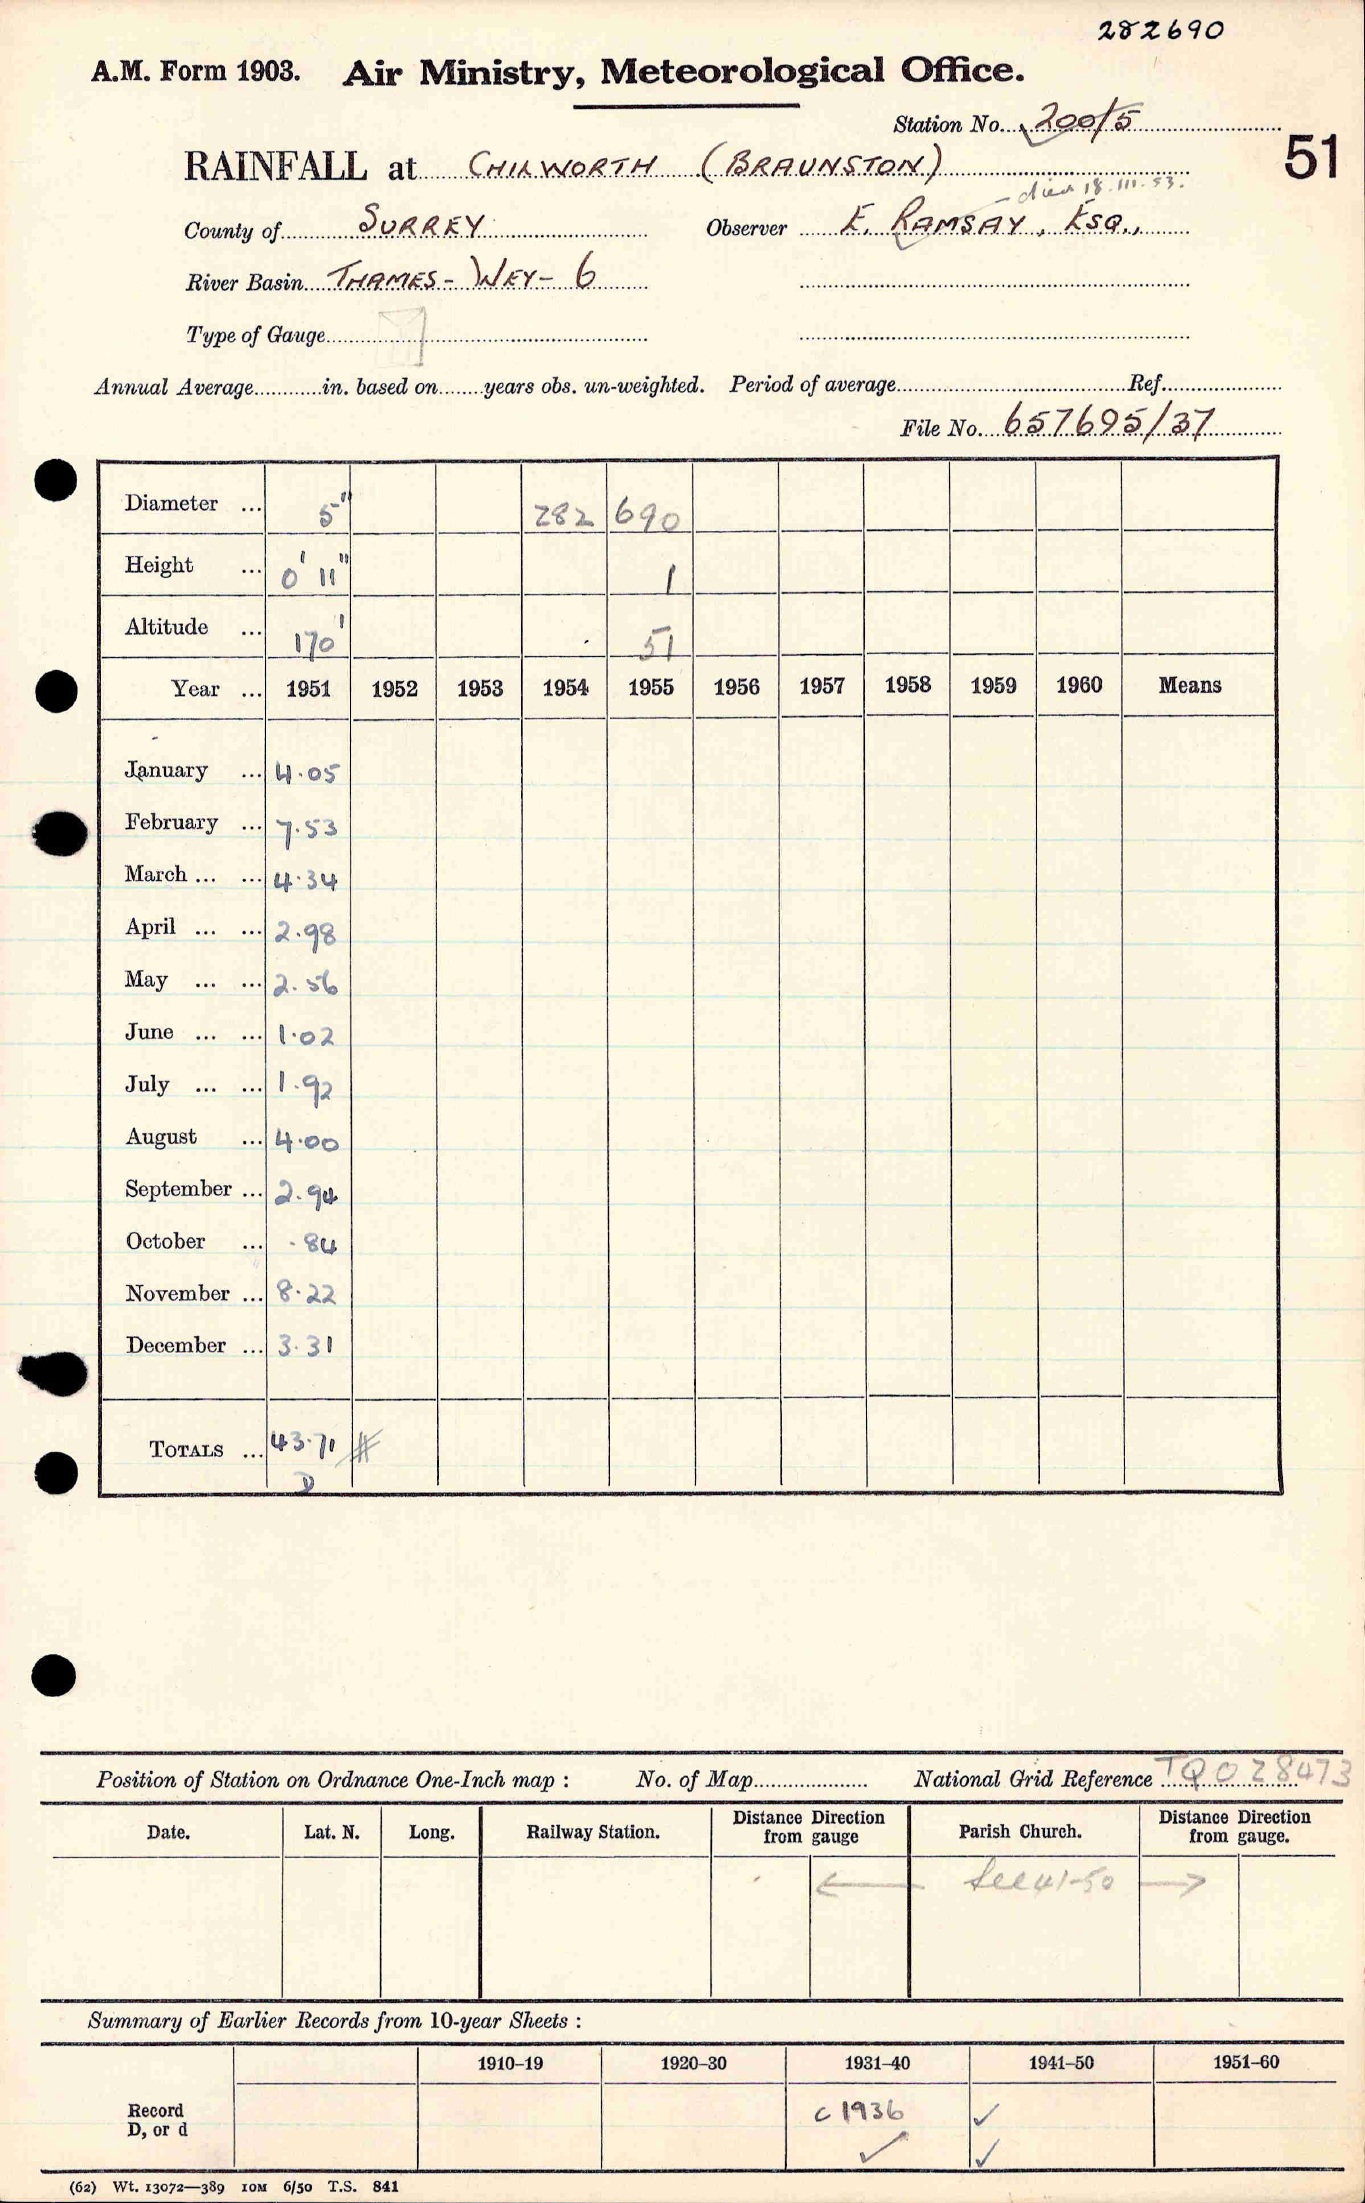 282690
A.M. Form 1903. Air Ministry, Meteorological Office.
Station No. 200/5
51
RAINFALL at CHILWORTH (BRAUNSTON)
died 18.III.53.
County of SURREY Observer E. RAMSAY, ESQ.,
River Basin THAMES - WEY - 6
Type of Gauge
Annual Average in. based on years obs. un-weighted. Period of average Ref.
File No. 657695/37
Diameter ... 5" 282 690
Height ... 0' 11" 1
Altitude ... 170' 51
Year ... 1951 1952 1953 1954 1955 1956 1957 1958 1959 1960 Means
January ... 4.05
February ... 7.53
March ... ... 4.34
April ... ... 2.98
May ... ... 2.56
June ... ... 1.02
July ... ... 1.92
August ... 4.00
September ... 2.94
October ... .84
November ... 8.22
December ... 3.31
TOTALS ... 43.71
D
Position of Station on Ordnance One-Inch map : No. of Map National Grid Reference TQ 028473
Date. Lat. N. Long. Railway Station. Distance Direction from gauge Parish Church. Distance Direction from gauge.
See 41-50
Summary of Earlier Records from 10-year Sheets :
1910-19 1920-30 1931-40 1941-50 1951-60
Record D, or d c 1936 ✓
✓ ✓
(62) Wt. 13072—389 10M 6/50 T.S. 841